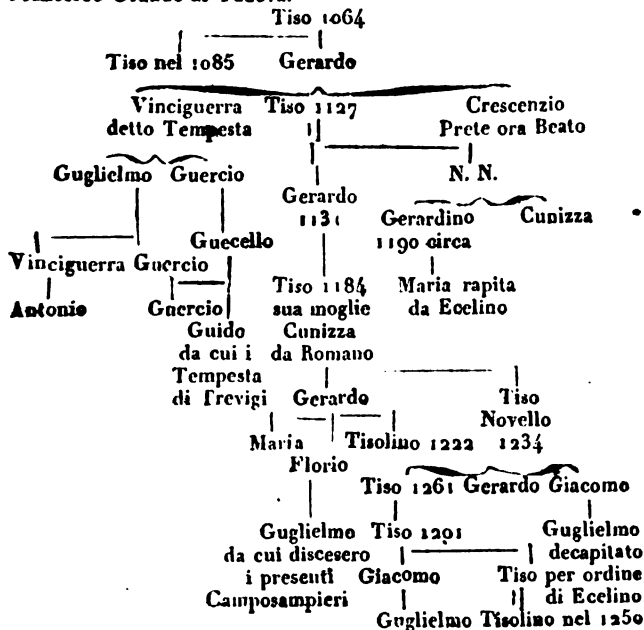 Tiso 1064
Tiso nel 1085 Gerardo
Vinciguerra Tiso 1127 Crescenzio
detto Tempesta Prete ora Beato
Guglielmo Guercio N. N.
Gerardo Gerardino Cunizza
1131 1190 circa
Guecello
Vinciguerra Guercio Tiso 1184 Maria rapita
Antonio Guercio sua moglie da Ecelino
Guido Cunizza
da cui i da Romano
Tempesta
di Trevigi Gerardo Tiso
Novello
Maria Tisolino 1222 1234
Florio
Tiso 1261 Gerardo Giacomo
Guglielmo Tiso 1291 Guglielmo
da cui discesero decapitato
i presenti Giacomo Tiso per ordine
Camposampieri di Ecelino
Guglielmo Tisolino nel 1250